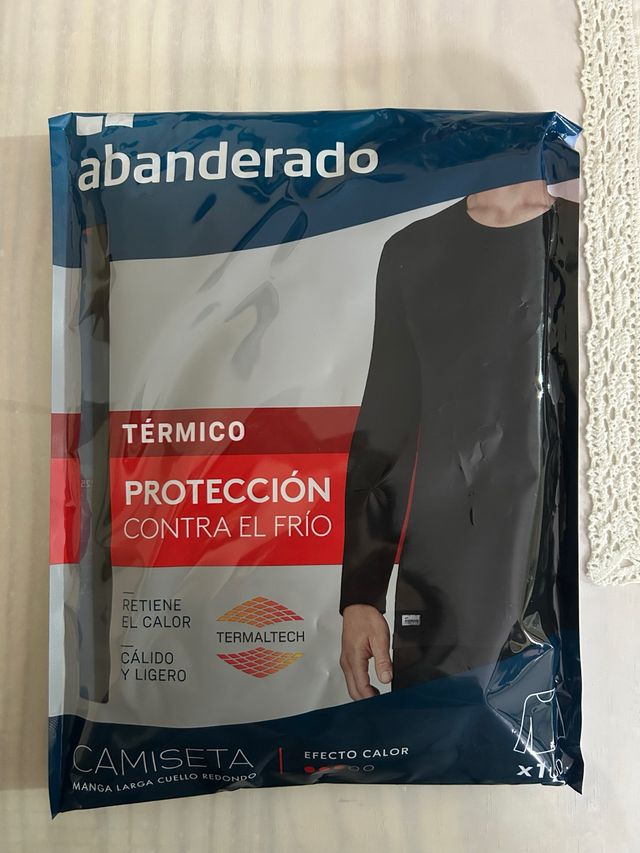 abanderado
TÉRMICO
PROTECCIÓN
CONTRA EL FRÍO
RETIENE
EL CALOR
TERMALTECH
CÁLIDO
Y LIGERO
CAMISETA
MANGA LARGA CUELLO REDONDO
EFECTO CALOR
x1